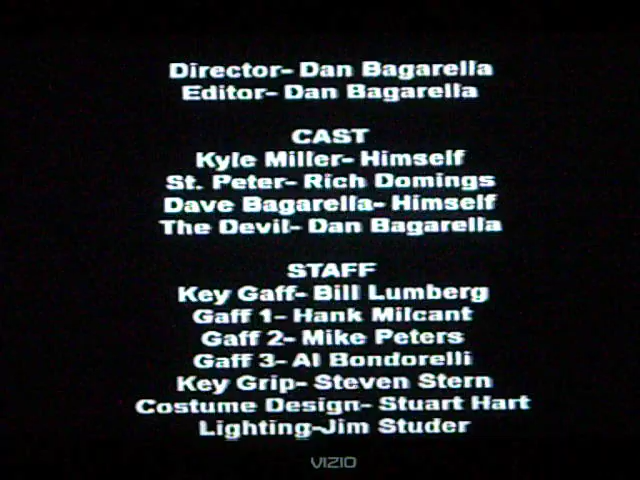 Director- Dan Bagarella
Editor- Dan Bagarella
CAST
Kyle Miller- Himself
St. Peter- Rich Domings
Dave Bagarella- Himself
The Devil- Dan Bagarella
STAFF
Key Gaff- Bill Lumberg
Gaff 1- Hank Milcant
Gaff 2- Mike Peters
Gaff 3- Al Bondorelli
Key Grip- Steven Stern
Costume Design- Stuart Hart
Lighting-Jim Studer
VIZIO